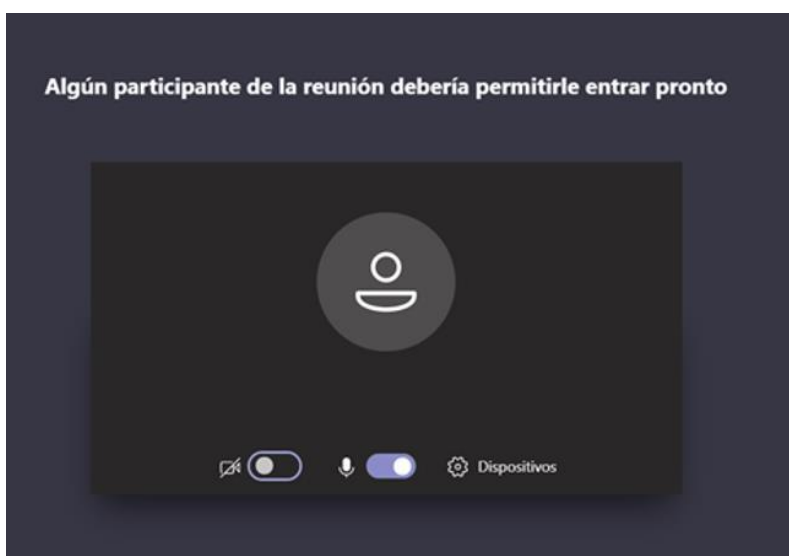 Algún participante de la reunión debería permitirle entrar pronto
Dispositivos